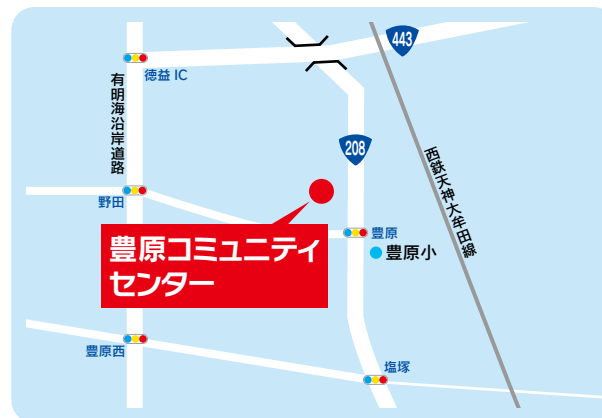 443
徳益 IC
有明海沿岸道路
208
西鉄天神大牟田線
野田
豊原
豊原小
豊原コミュニティ
センター
豊原西
塩塚